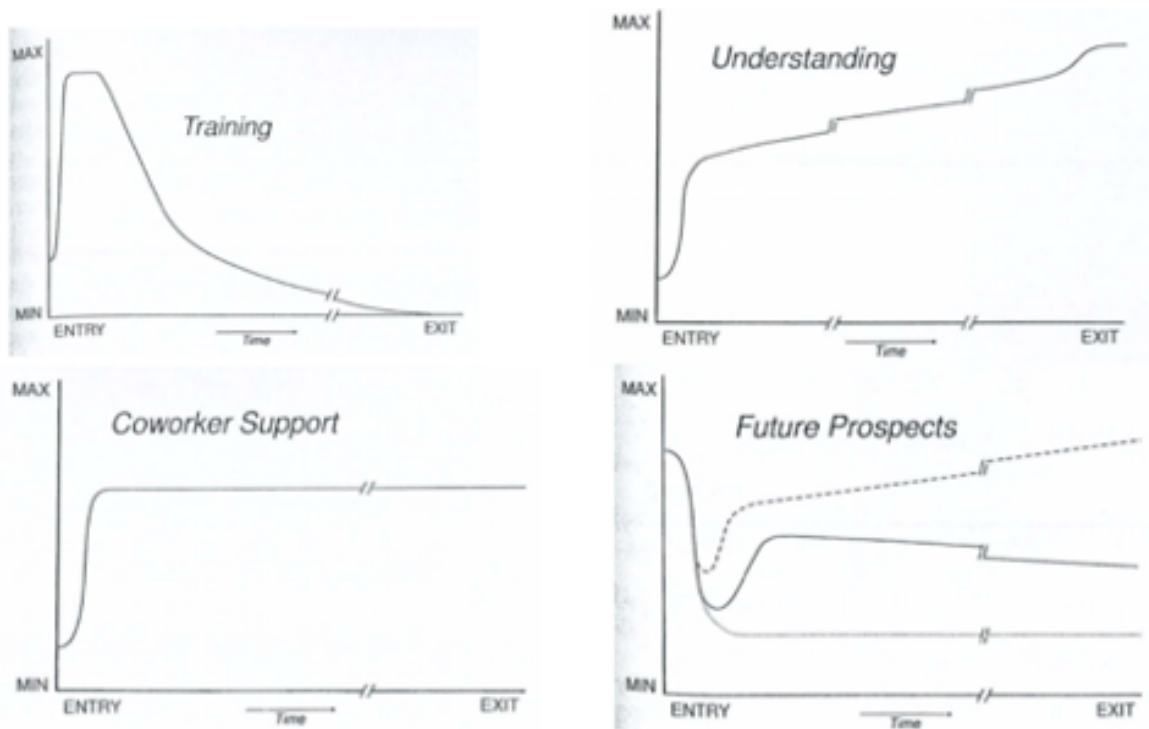 MAX
Training
MIN
ENTRY
Time
EXIT
MAX
Understanding
MIN
ENTRY
Time
EXIT
MAX
Coworker Support
MIN
ENTRY
Time
EXIT
MAX
Future Prospects
MIN
ENTRY
Time
EXIT